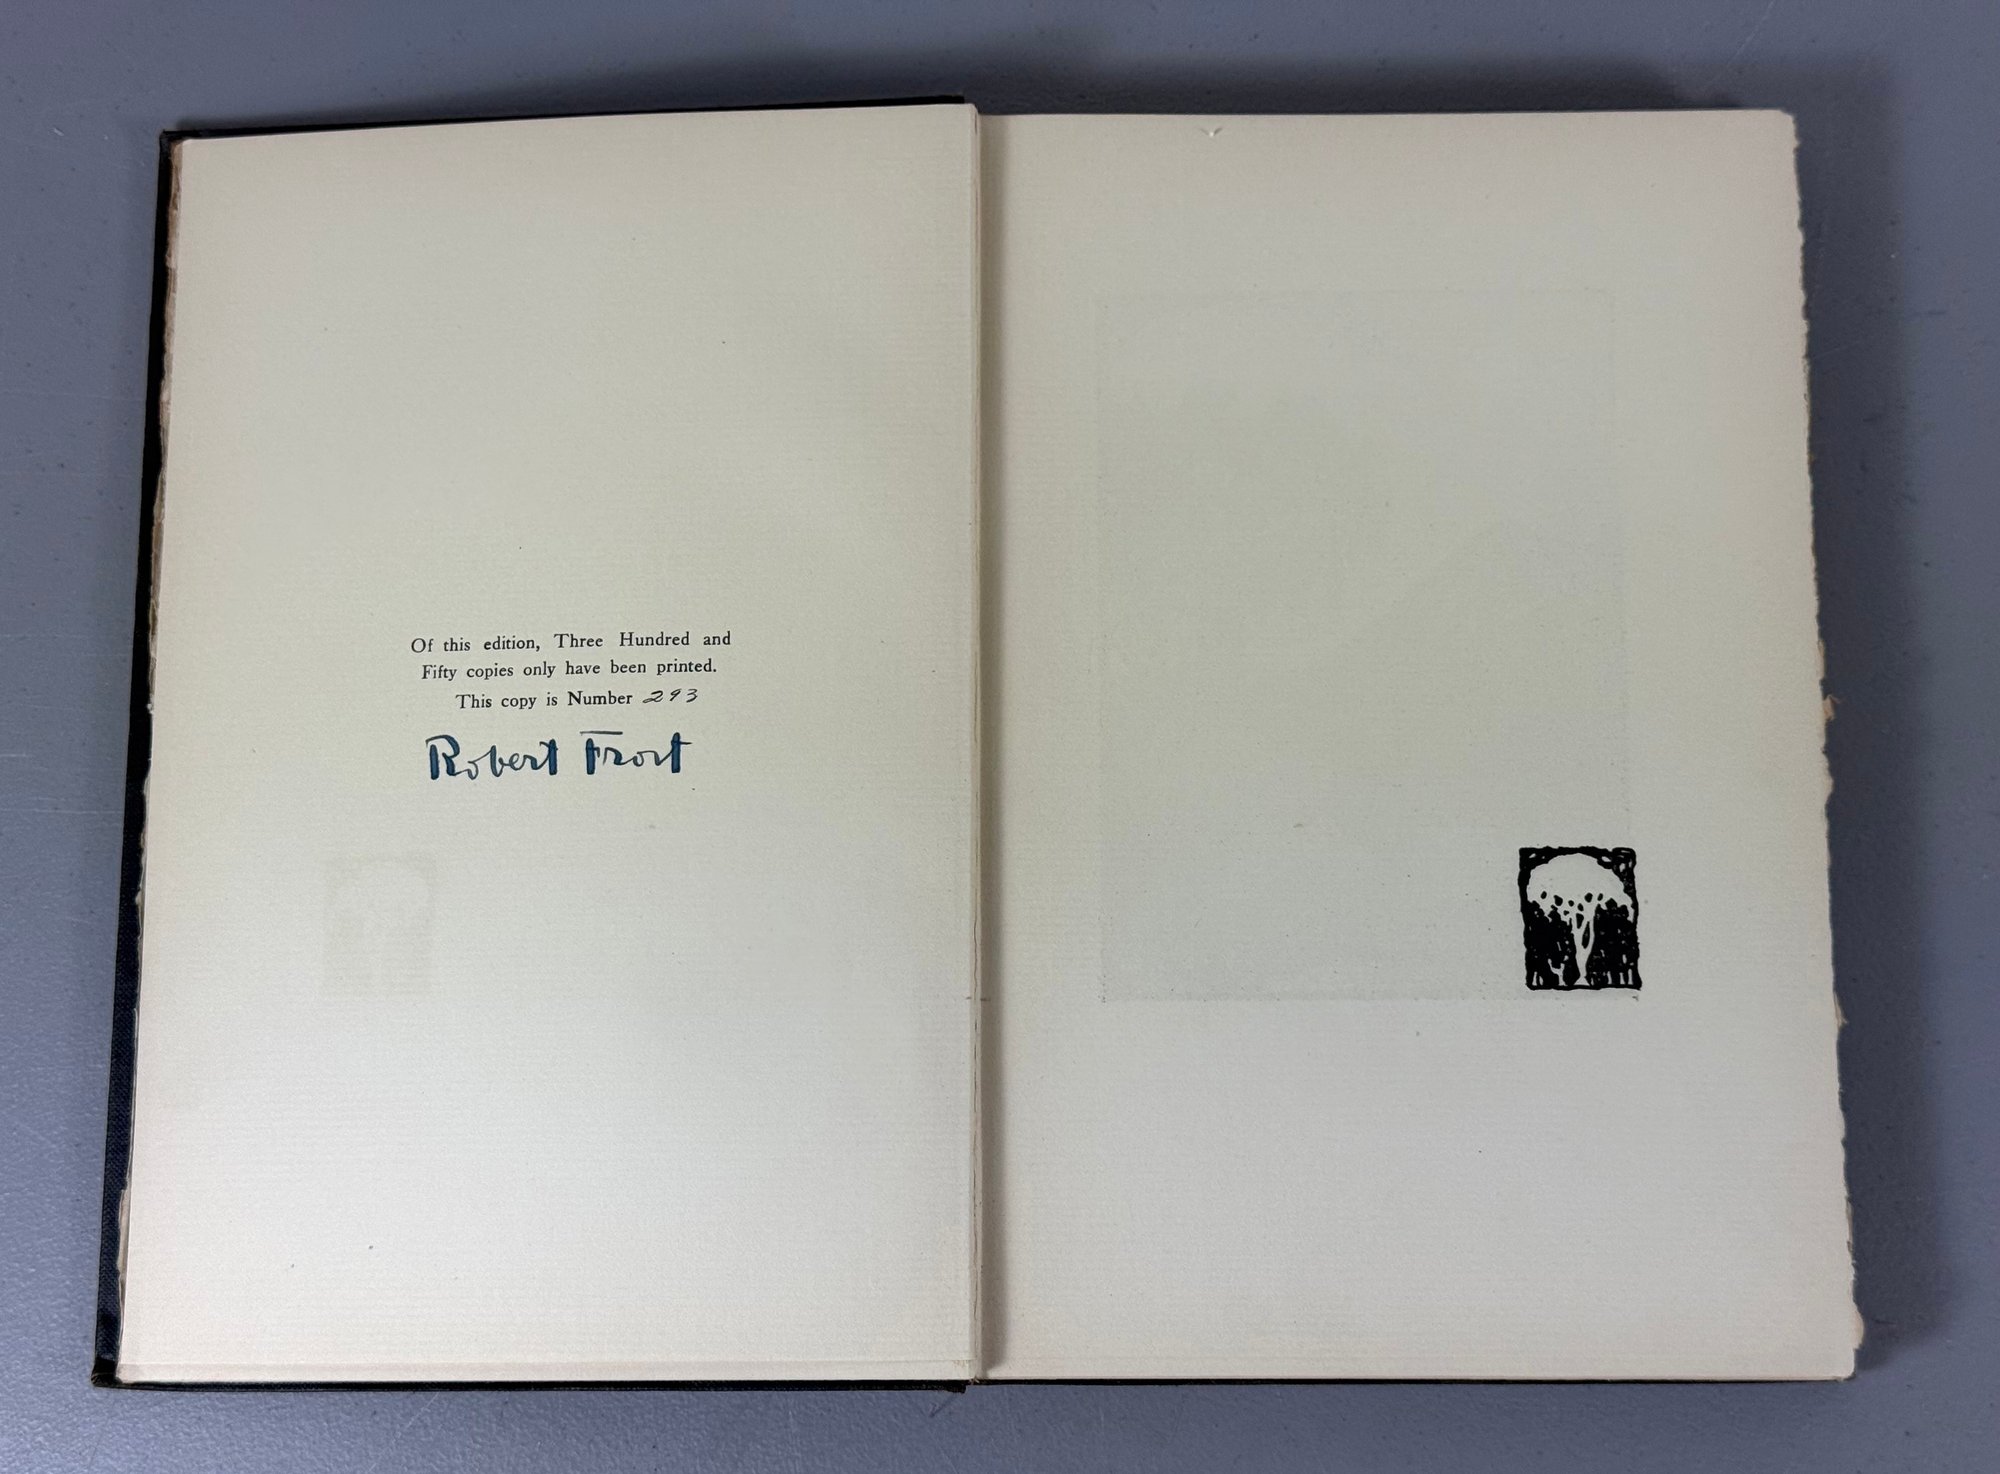 Of this edition, Three Hundred and
Fifty copies only have been printed.
This copy is Number 293
Robert Frost